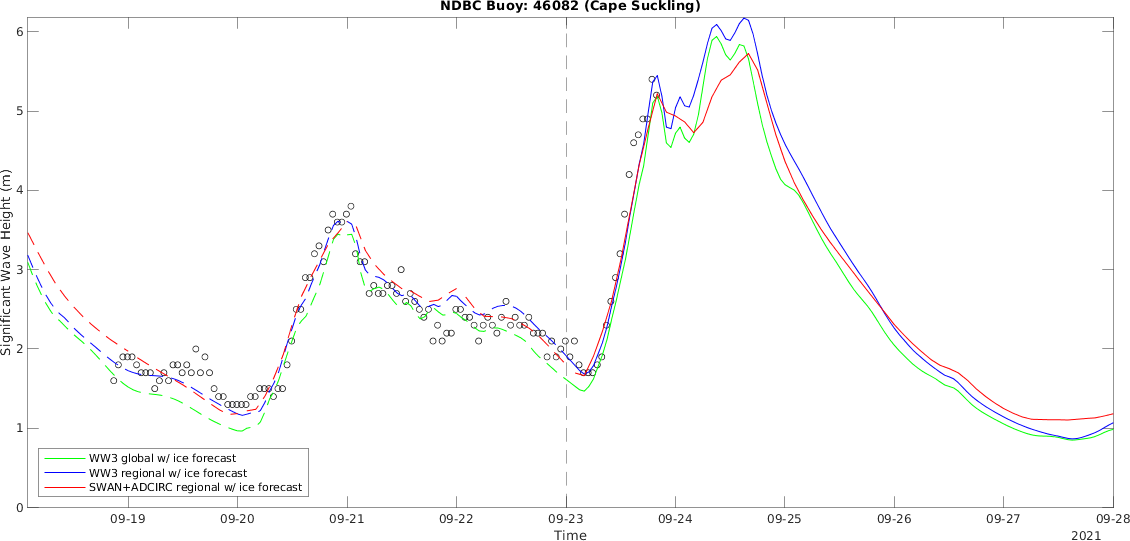 NDBC Buoy: 46082 (Cape Suckling)
Significant Wave Height (m)
6
5
4
3
2
1
0
WW3 global w/ ice forecast
WW3 regional w/ ice forecast
SWAN+ADCIRC regional w/ ice forecast
09-19 09-20 09-21 09-22 09-23 09-24 09-25 09-26 09-27 09-28
Time
2021